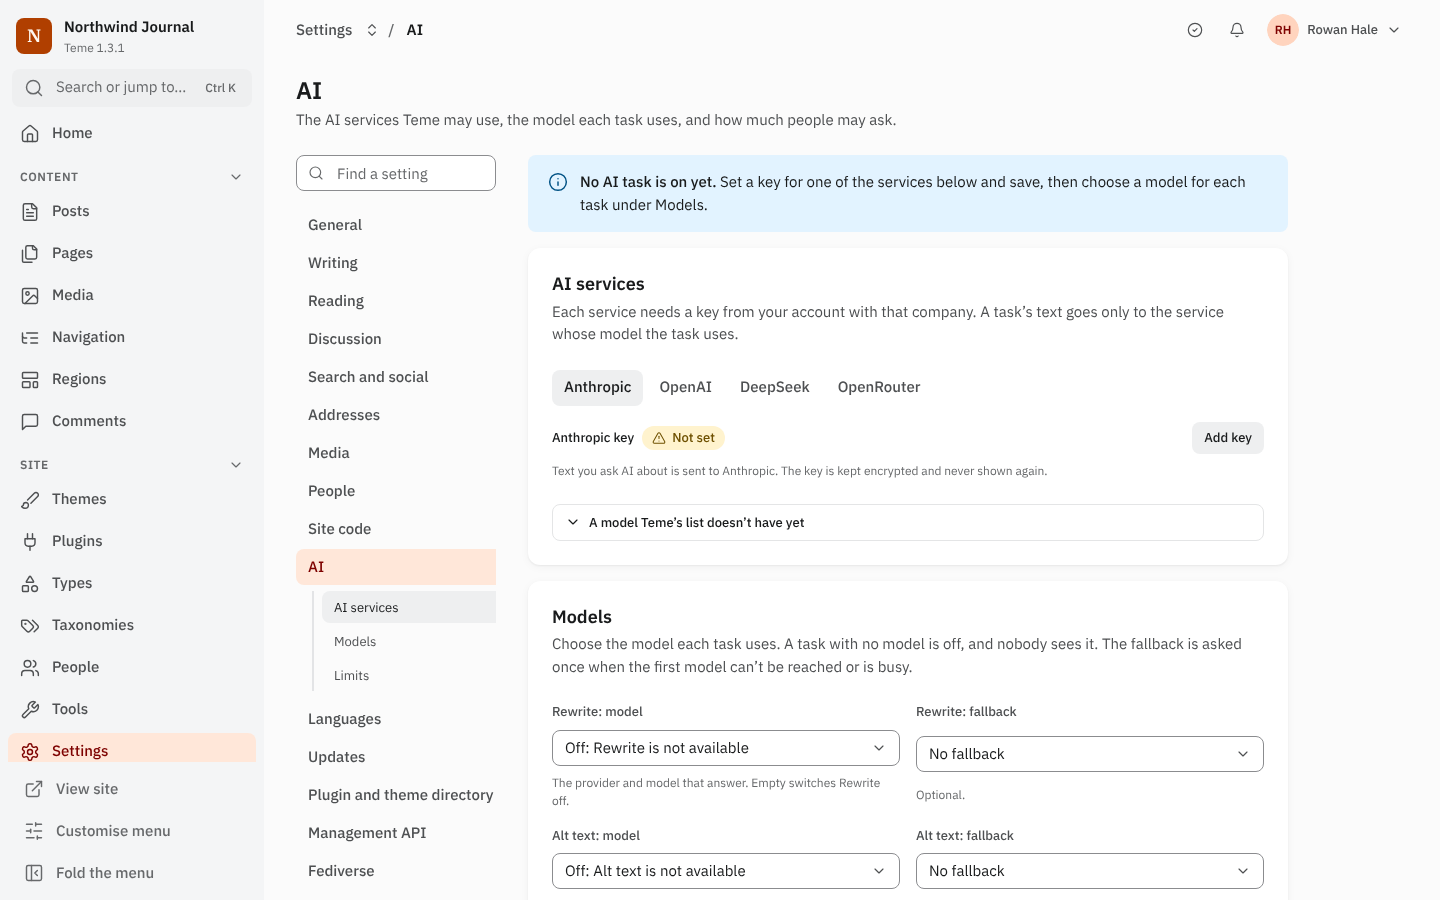 N
Northwind Journal
Teme 1.3.1
Search or jump to...
Ctrl K
Home
CONTENT
Posts
Pages
Media
Navigation
Regions
Comments
SITE
Themes
Plugins
Types
Taxonomies
People
Tools
Settings
View site
Customise menu
Fold the menu
Settings / AI
RH
Rowan Hale
AI
The AI services Teme may use, the model each task uses, and how much people may ask.
Find a setting
General
Writing
Reading
Discussion
Search and social
Addresses
Media
People
Site code
AI
AI services
Models
Limits
Languages
Updates
Plugin and theme directory
Management API
Fediverse
No AI task is on yet. Set a key for one of the services below and save, then choose a model for each
task under Models.
AI services
Each service needs a key from your account with that company. A task’s text goes only to the service
whose model the task uses.
Anthropic
OpenAI
DeepSeek
OpenRouter
Anthropic key
Not set
Add key
Text you ask AI about is sent to Anthropic. The key is kept encrypted and never shown again.
A model Teme’s list doesn’t have yet
Models
Choose the model each task uses. A task with no model is off, and nobody sees it. The fallback is asked
once when the first model can’t be reached or is busy.
Rewrite: model
Off: Rewrite is not available
The provider and model that answer. Empty switches Rewrite
off.
Rewrite: fallback
No fallback
Optional.
Alt text: model
Off: Alt text is not available
Alt text: fallback
No fallback